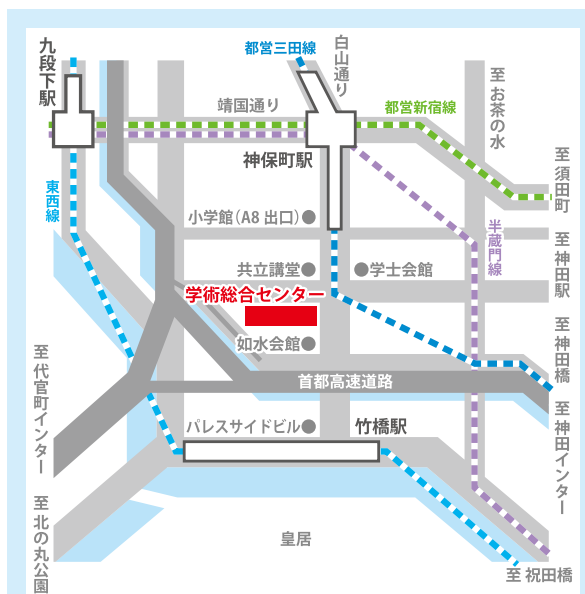 九段下駅
都営三田線
白山通り
靖国通り
都営新宿線
至 お茶の水
神保町駅
至 須田町
東西線
小学館（A8 出口）
半蔵門線
至 神田駅
共立講堂
学士会館
学術総合センター
如水会館
至 神田橋
至 代官町インター
首都高速道路
至 神田インター
パレスサイドビル
竹橋駅
至 北の丸公園
皇居
至 祝田橋